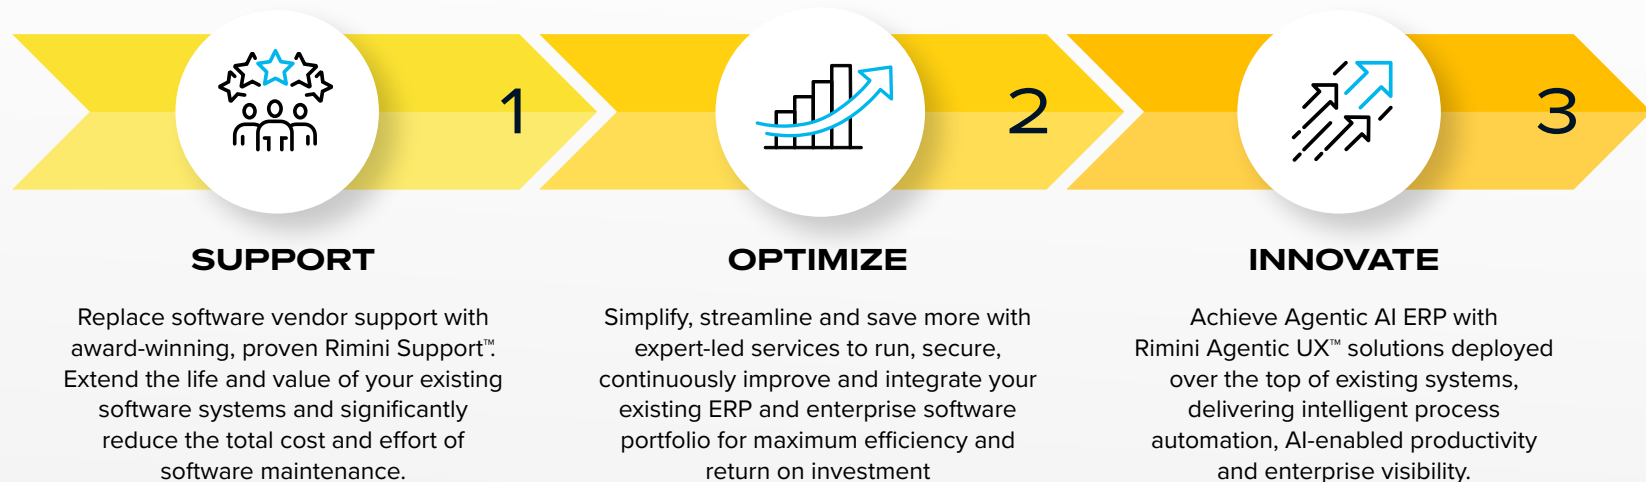 1
SUPPORT
Replace software vendor support with
award-winning, proven Rimini Support™.
Extend the life and value of your existing
software systems and significantly
reduce the total cost and effort of
software maintenance.
2
OPTIMIZE
Simplify, streamline and save more with
expert-led services to run, secure,
continuously improve and integrate your
existing ERP and enterprise software
portfolio for maximum efficiency and
return on investment
3
INNOVATE
Achieve Agentic AI ERP with
Rimini Agentic UX™ solutions deployed
over the top of existing systems,
delivering intelligent process
automation, AI-enabled productivity
and enterprise visibility.